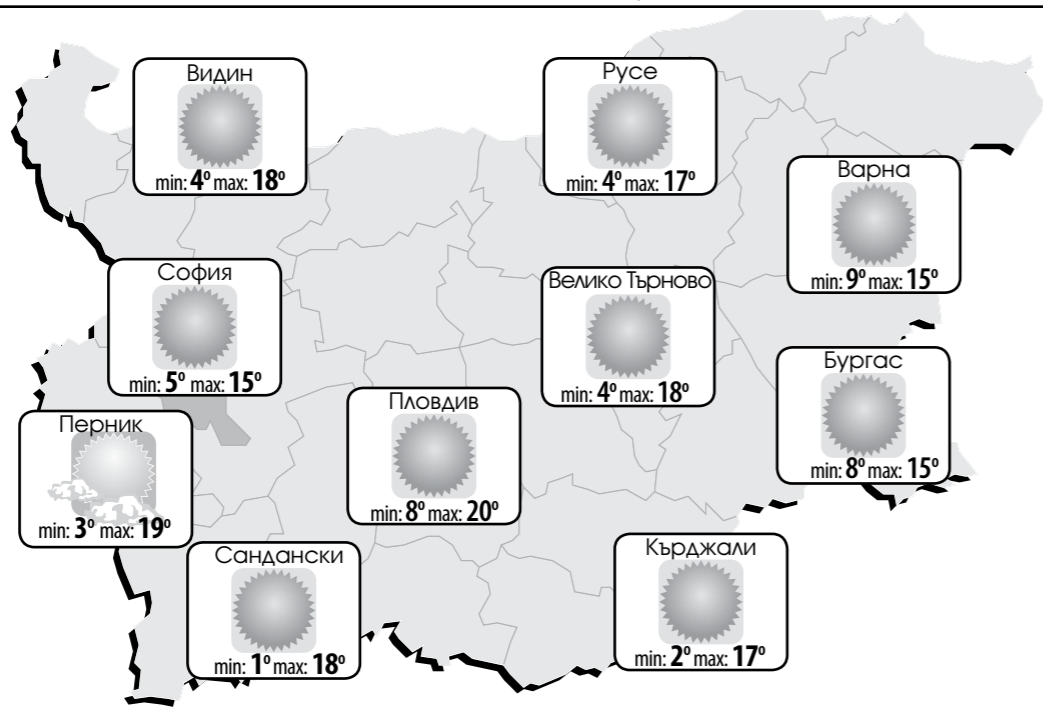 Видин
min: 4° max: 18°
Русе
min: 4° max: 17°
Варна
min: 9° max: 15°
София
min: 5° max: 15°
Велико Търново
min: 4° max: 18°
Бургас
min: 8° max: 15°
Пловдив
min: 8° max: 20°
Перник
min: 3° max: 19°
Сандански
min: 1° max: 18°
Кърджали
min: 2° max: 17°